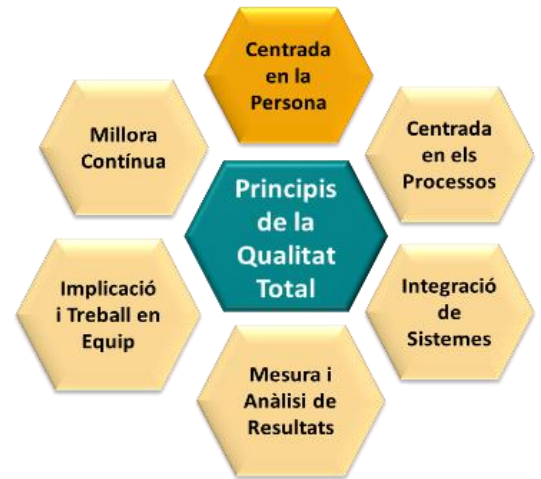 Centrada
en la
Persona
Centrada
en els
Processos
Integració
de
Sistemes
Mesura i
Anàlisi de
Resultats
Implicació
i Treball en
Equip
Millora
Contínua
Principis
de la
Qualitat
Total